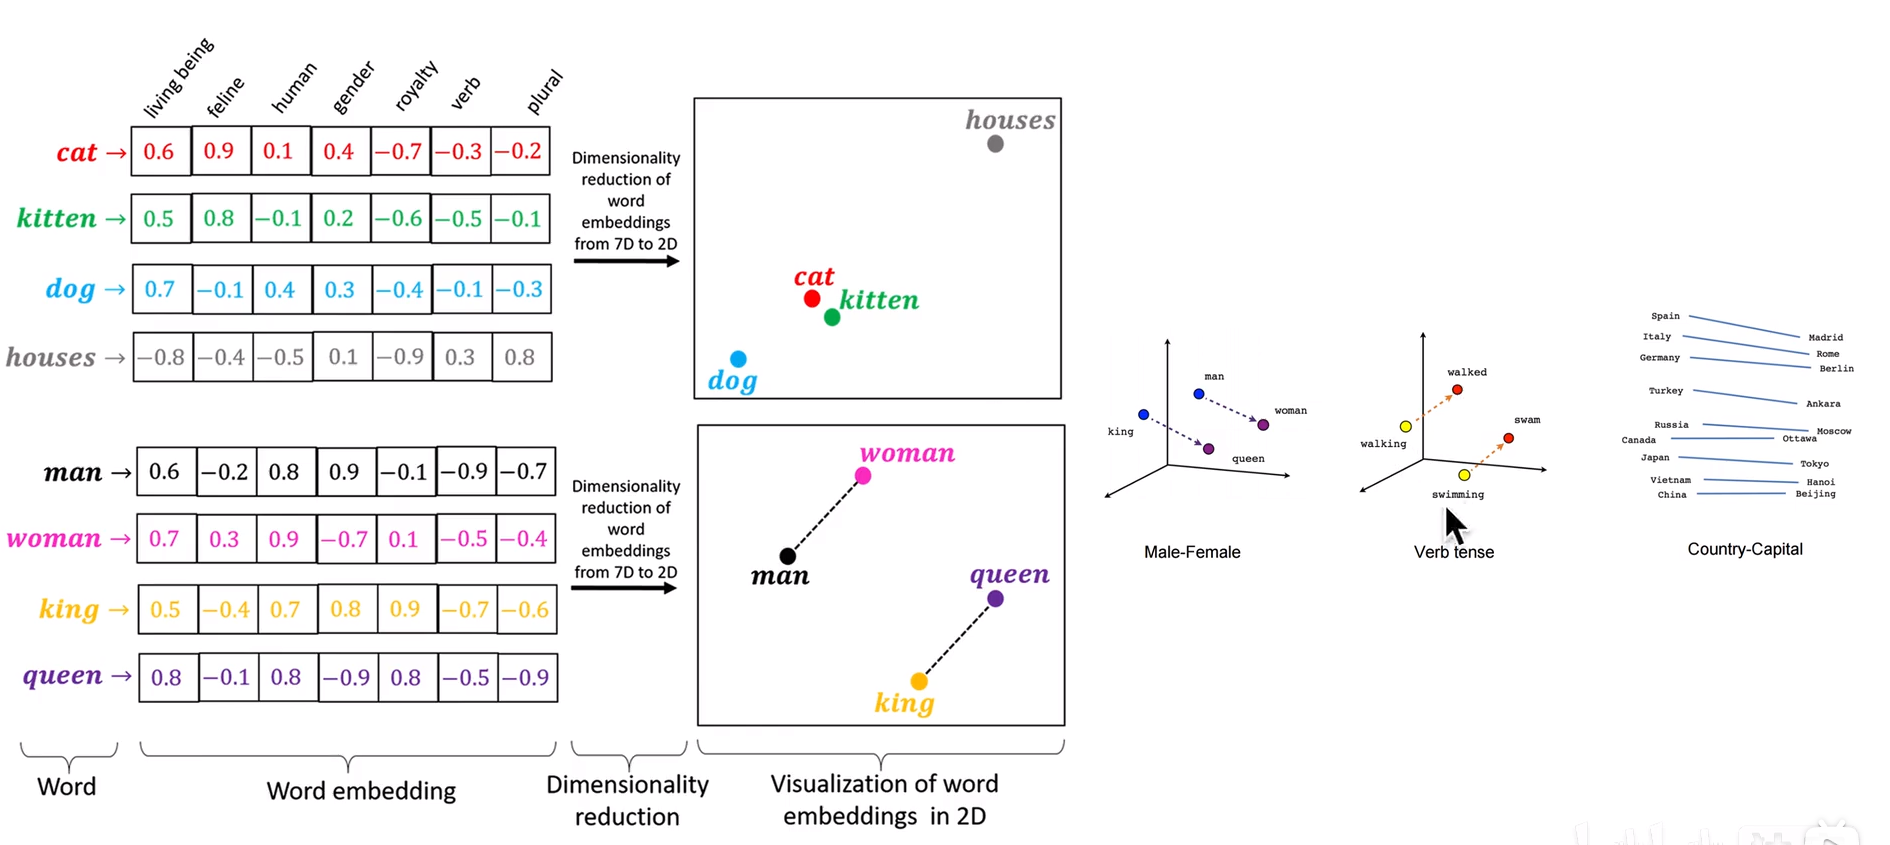 living being feline human gender royalty verb plural
cat → 0.6 0.9 0.1 0.4 −0.7 −0.3 −0.2
kitten → 0.5 0.8 −0.1 0.2 −0.6 −0.5 −0.1
dog → 0.7 −0.1 0.4 0.3 −0.4 −0.1 −0.3
houses → −0.8 −0.4 −0.5 0.1 −0.9 0.3 0.8
Dimensionality
reduction of
word
embeddings
from 7D to 2D
houses
cat
kitten
dog
man → 0.6 −0.2 0.8 0.9 −0.1 −0.9 −0.7
woman → 0.7 0.3 0.9 −0.7 0.1 −0.5 −0.4
king → 0.5 −0.4 0.7 0.8 0.9 −0.7 −0.6
queen → 0.8 −0.1 0.8 −0.9 0.8 −0.5 −0.9
Dimensionality
reduction of
word
embeddings
from 7D to 2D
woman
man
queen
king
Word
Word embedding
Dimensionality
reduction
Visualization of word
embeddings in 2D
man
woman
king
queen
Male-Female
walked
swam
walking
swimming
Verb tense
Spain Madrid
Italy Rome
Germany Berlin
Turkey Ankara
Russia Moscow
Canada Ottawa
Japan Tokyo
Vietnam Hanoi
China Beijing
Country-Capital